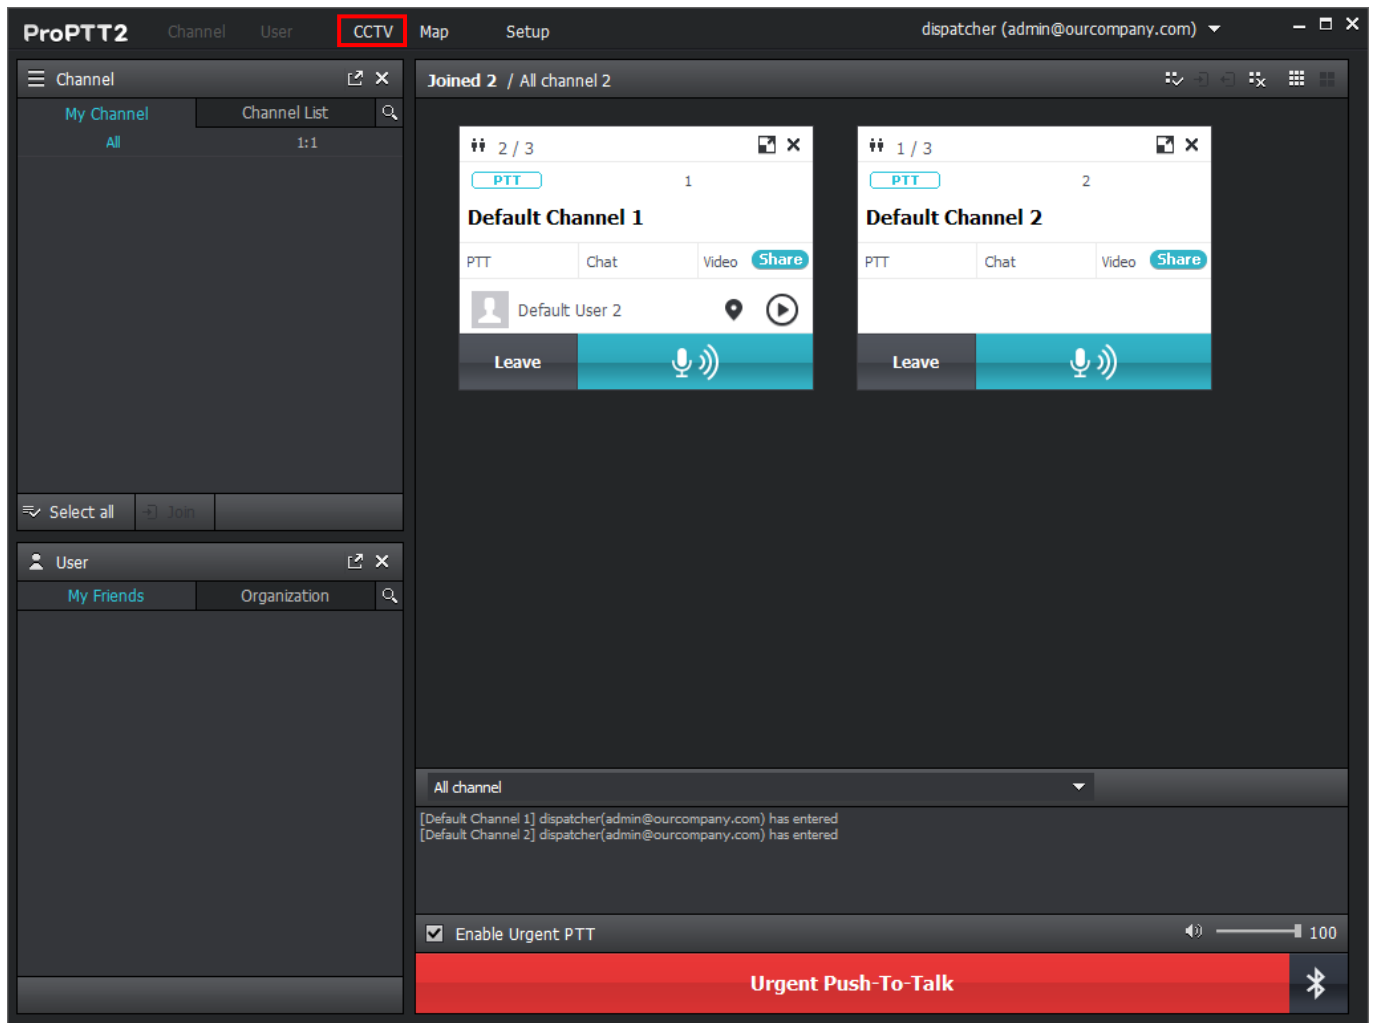 ProPTT2 Channel User CCTV Map Setup dispatcher (admin@ourcompany.com)
Channel
My Channel Channel List
All 1:1
Select all Join
User
My Friends Organization
Joined 2 / All channel 2
2 / 3
PTT 1
Default Channel 1
PTT Chat Video Share
Default User 2
Leave
1 / 3
PTT 2
Default Channel 2
PTT Chat Video Share
Leave
All channel
[Default Channel 1] dispatcher(admin@ourcompany.com) has entered
[Default Channel 2] dispatcher(admin@ourcompany.com) has entered
Enable Urgent PTT 100
Urgent Push-To-Talk